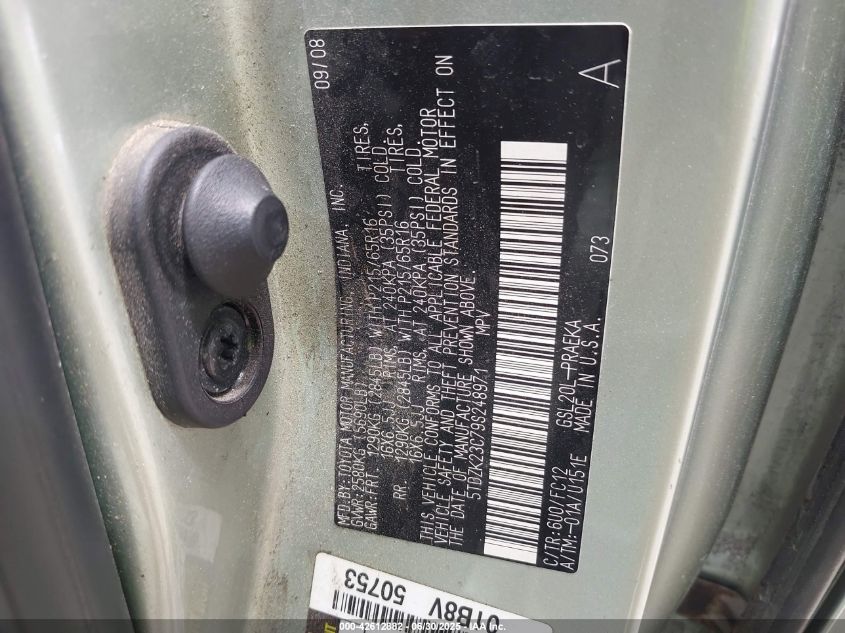 09/08
MFD.BY:TOYOTA MOTOR MANUFACTURING, INDIANA, INC.
GVWR:2580KG (5690LB)
GAWR:FRT 1290KG (2845LB) WITH P215/65R16 TIRES,
16X6.5JJ RIMS, AT 240KPA (35PSI) COLD.
RR. 1290KG (2845LB) WITH P215/65R16 TIRES,
16X6.5JJ RIMS, AT 240KPA (35PSI) COLD.
THIS VEHICLE CONFORMS TO ALL APPLICABLE FEDERAL MOTOR
VEHICLE SAFETY AND THEFT PREVENTION STANDARDS IN EFFECT ON
THE DATE OF MANUFACTURE SHOWN ABOVE.
5TDZK23C79S248971 MPV
C/TR:6U0/FC12 GSL20L-PRAEKA 073
A/TM:-01A/U151E MADE IN U.S.A.
A
01B8V
50753
000-42612882 - 06/30/2025 - IAA Inc.